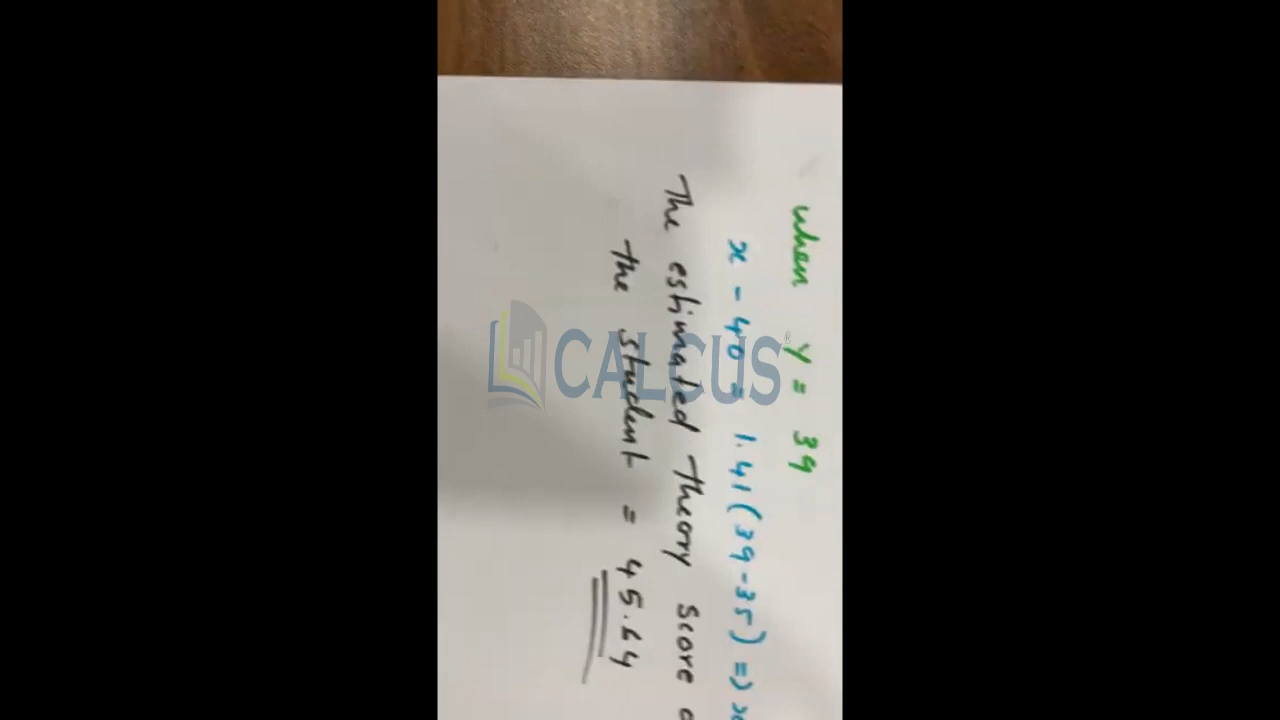 when y = 39
x - 40 = 1.41(39-35) =>
The estimated theory score
the student = 45.64
CALCUS®